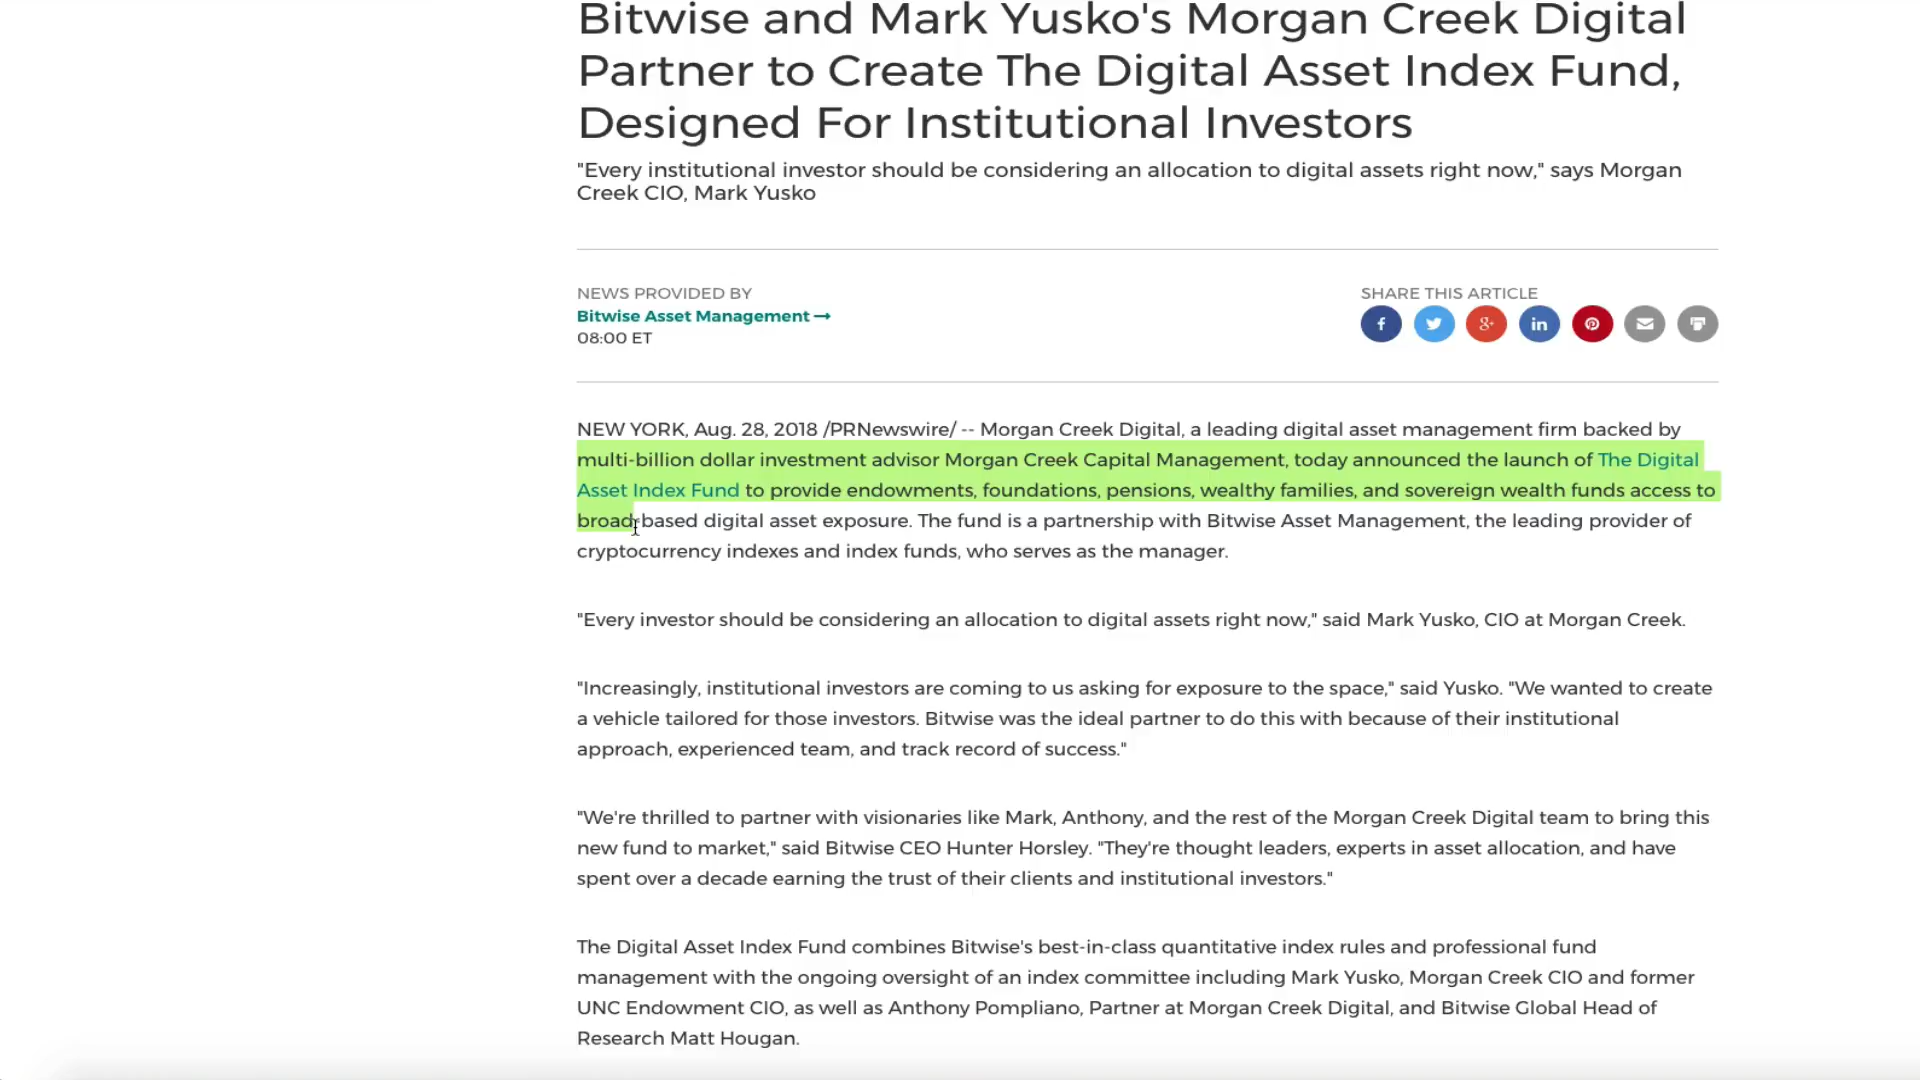 Bitwise and Mark Yusko's Morgan Creek Digital
Partner to Create The Digital Asset Index Fund,
Designed For Institutional Investors
"Every institutional investor should be considering an allocation to digital assets right now," says Morgan
Creek CIO, Mark Yusko
NEWS PROVIDED BY
Bitwise Asset Management →
08:00 ET
SHARE THIS ARTICLE
NEW YORK, Aug. 28, 2018 /PRNewswire/ -- Morgan Creek Digital, a leading digital asset management firm backed by
multi-billion dollar investment advisor Morgan Creek Capital Management, today announced the launch of The Digital
Asset Index Fund to provide endowments, foundations, pensions, wealthy families, and sovereign wealth funds access to
broad-based digital asset exposure. The fund is a partnership with Bitwise Asset Management, the leading provider of
cryptocurrency indexes and index funds, who serves as the manager.
"Every investor should be considering an allocation to digital assets right now," said Mark Yusko, CIO at Morgan Creek.
"Increasingly, institutional investors are coming to us asking for exposure to the space," said Yusko. "We wanted to create
a vehicle tailored for those investors. Bitwise was the ideal partner to do this with because of their institutional
approach, experienced team, and track record of success."
"We're thrilled to partner with visionaries like Mark, Anthony, and the rest of the Morgan Creek Digital team to bring this
new fund to market," said Bitwise CEO Hunter Horsley. "They're thought leaders, experts in asset allocation, and have
spent over a decade earning the trust of their clients and institutional investors."
The Digital Asset Index Fund combines Bitwise's best-in-class quantitative index rules and professional fund
management with the ongoing oversight of an index committee including Mark Yusko, Morgan Creek CIO and former
UNC Endowment CIO, as well as Anthony Pompliano, Partner at Morgan Creek Digital, and Bitwise Global Head of
Research Matt Hougan.